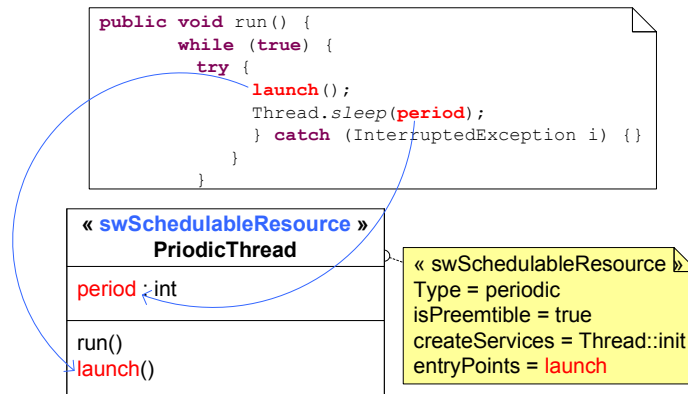 public void run() {
while (true) {
try {
launch();
Thread.sleep(period);
} catch (InterruptedException i) {}
}
}
« swSchedulableResource »
PriodicThread
period : int
run()
launch()
« swSchedulableResource »
Type = periodic
isPreemtible = true
createServices = Thread::init
entryPoints = launch